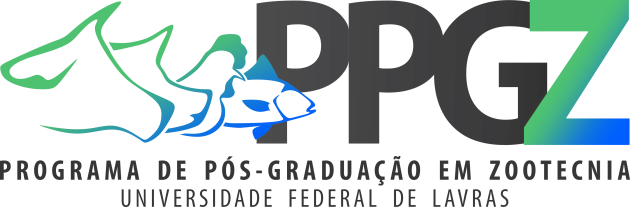 PPGZ
PROGRAMA DE PÓS-GRADUAÇÃO EM ZOOTECNIA
UNIVERSIDADE FEDERAL DE LAVRAS